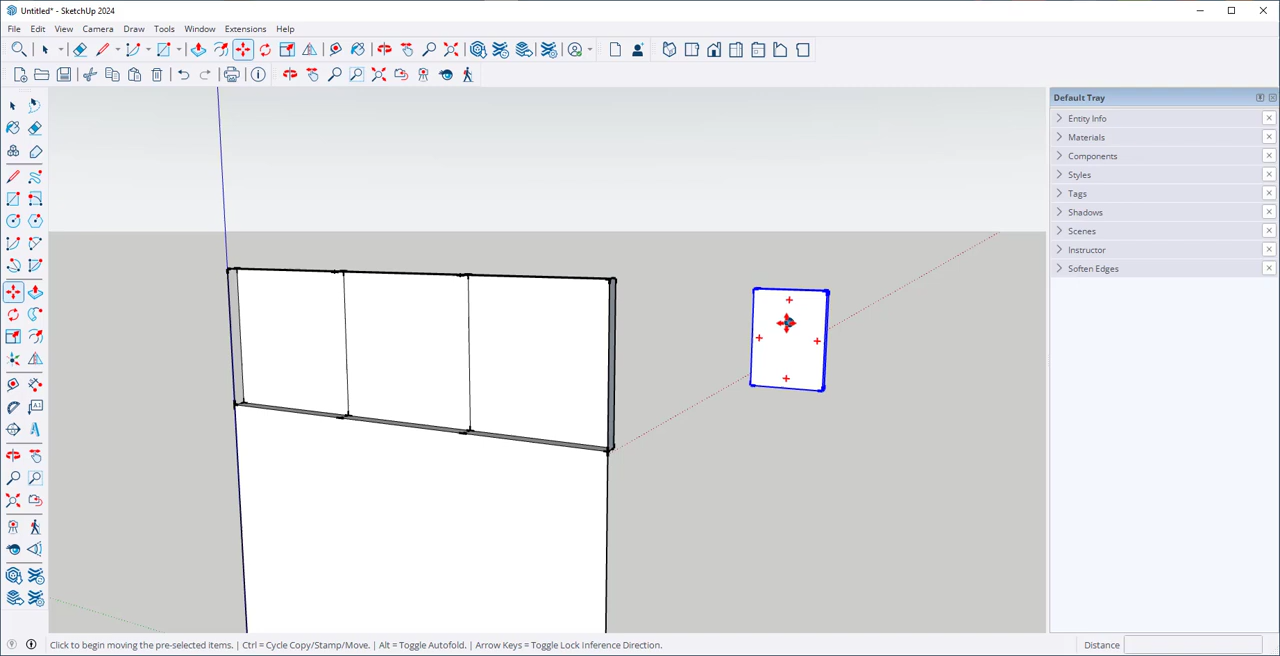 Untitled* - SketchUp 2024
File Edit View Camera Draw Tools Window Extensions Help
Default Tray
Entity Info
Materials
Components
Styles
Tags
Shadows
Scenes
Instructor
Soften Edges
Click to begin moving the pre-selected items. | Ctrl = Cycle Copy/Stamp/Move. | Alt = Toggle Autofold. | Arrow Keys = Toggle Lock Inference Direction.
Distance